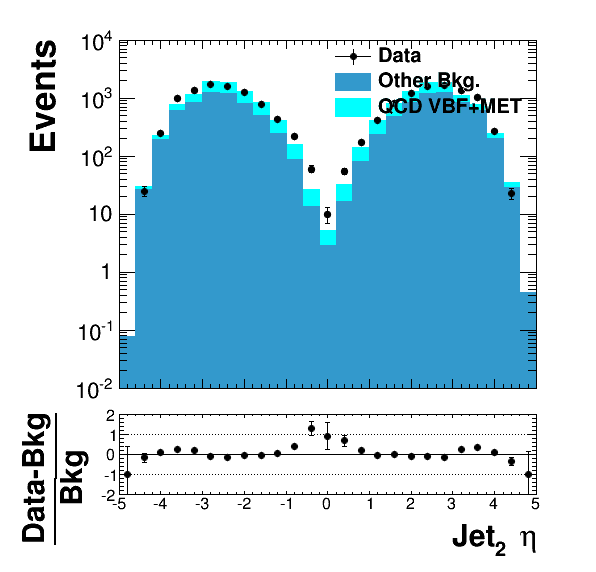 Events
10^4
10^3
10^2
10
1
10^-1
10^-2
Data
Other Bkg.
QCD VBF+MET
Data-Bkg
Bkg
2
1
0
-1
-2
-5 -4 -3 -2 -1 0 1 2 3 4 5
Jet_2 η